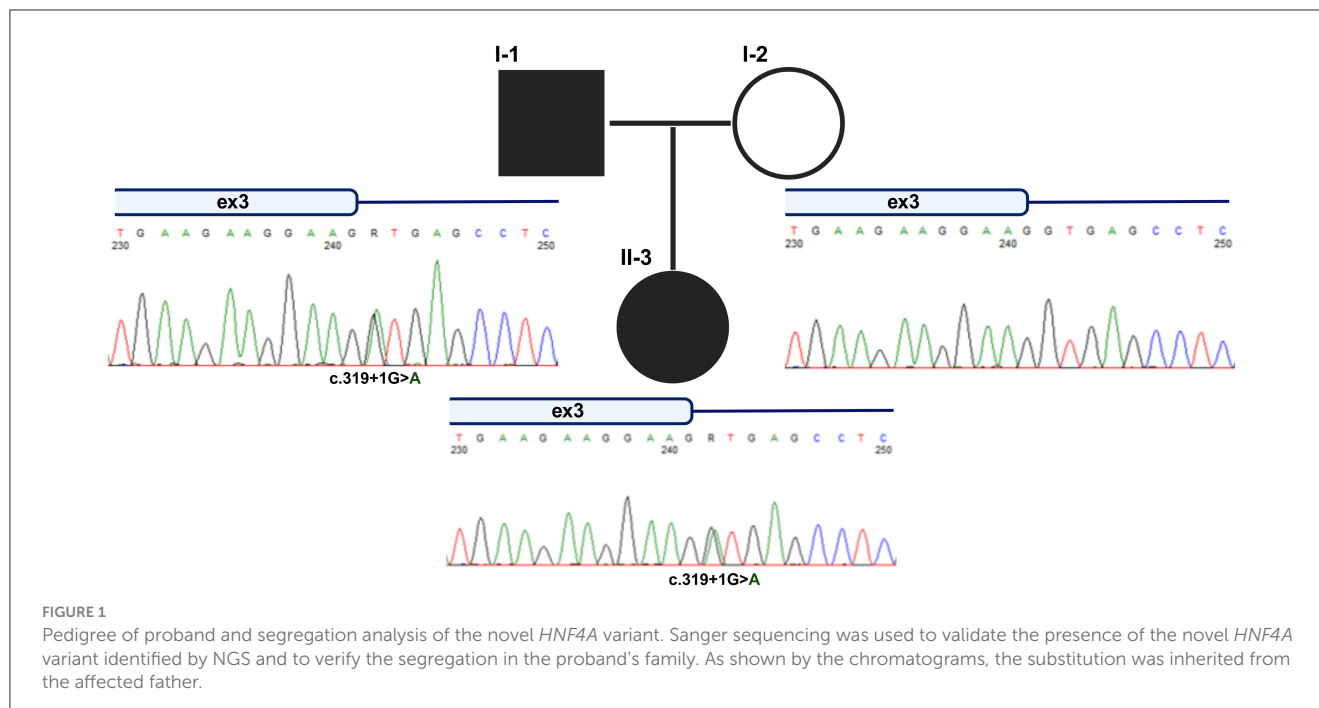 I-1
I-2
ex3
T G A A G A A G G A A G R T G A G C C T C
230 240 250
c.319+1G>A
ex3
T G A A G A A G G A A G G T G A G C C T C
230 240 250
II-3
ex3
T G A A G A A G G A A G R T G A G C C T C
230 240 250
c.319+1G>A
FIGURE 1
Pedigree of proband and segregation analysis of the novel HNF4A variant. Sanger sequencing was used to validate the presence of the novel HNF4A
variant identified by NGS and to verify the segregation in the proband's family. As shown by the chromatograms, the substitution was inherited from
the affected father.